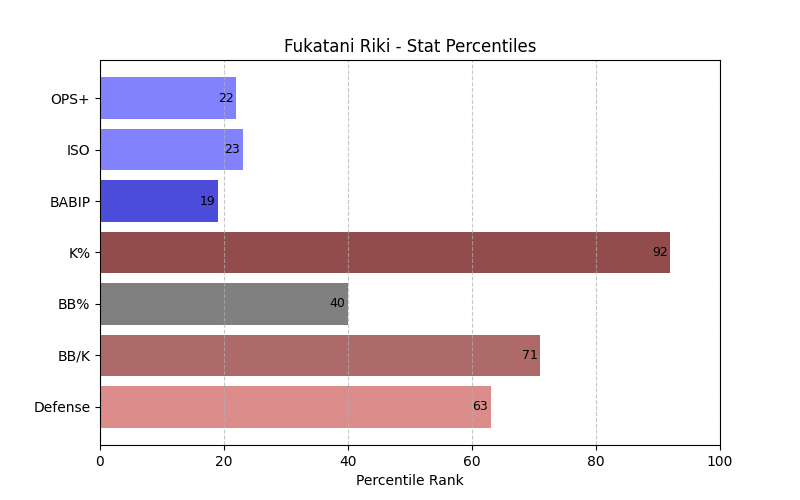 Fukatani Riki - Stat Percentiles
OPS+ 22
ISO 23
BABIP 19
K% 92
BB% 40
BB/K 71
Defense 63
0 20 40 60 80 100
Percentile Rank